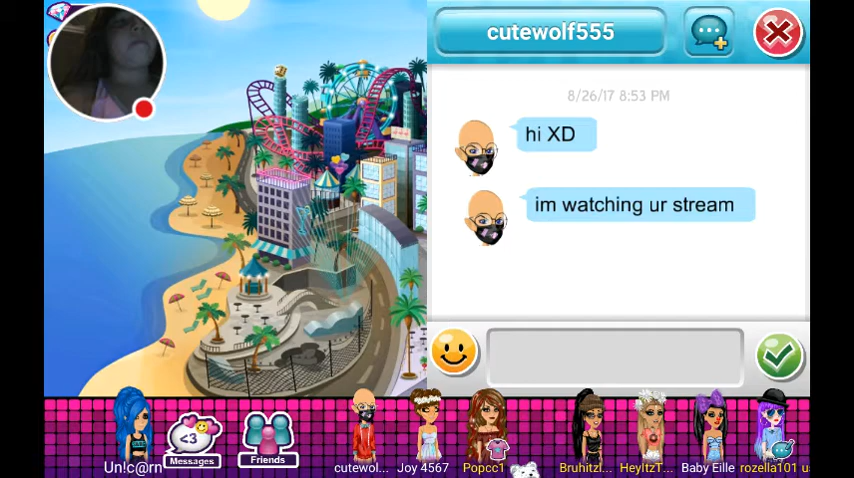 cutewolf555
8/26/17 8:53 PM
hi XD
im watching ur stream
<3
Messages
Friends
Un!c@rn
cutewol...
Joy 4567
Popcc1
Bruhitzl...
HeyItzT...
Baby Eille
rozella101 u